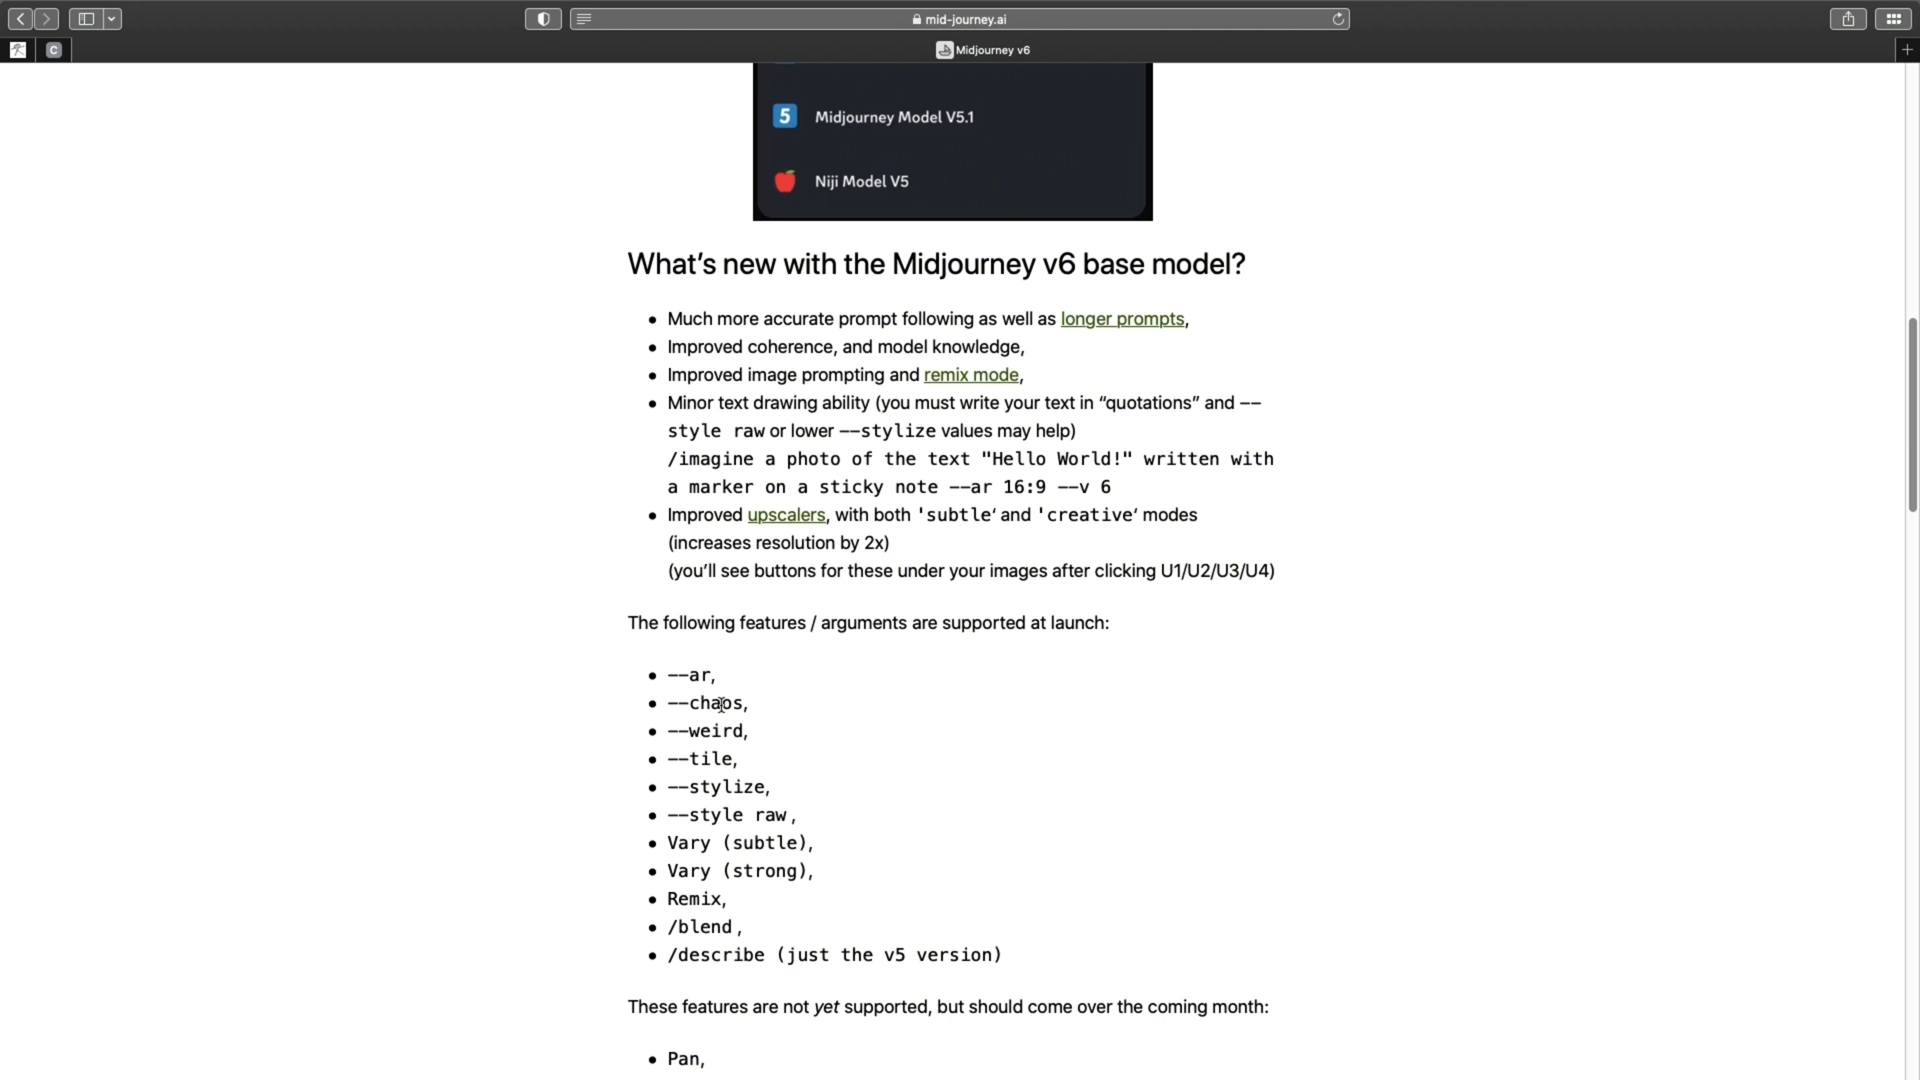 mid-journey.ai
C
Midjourney v6
5 Midjourney Model V5.1
Niji Model V5
What’s new with the Midjourney v6 base model?
• Much more accurate prompt following as well as longer prompts,
• Improved coherence, and model knowledge,
• Improved image prompting and remix mode,
• Minor text drawing ability (you must write your text in “quotations” and --
style raw or lower --stylize values may help)
/imagine a photo of the text "Hello World!" written with
a marker on a sticky note --ar 16:9 --v 6
• Improved upscalers, with both 'subtle‘ and 'creative‘ modes
(increases resolution by 2x)
(you’ll see buttons for these under your images after clicking U1/U2/U3/U4)
The following features / arguments are supported at launch:
• --ar,
• --chaos,
• --weird,
• --tile,
• --stylize,
• --style raw ,
• Vary (subtle),
• Vary (strong),
• Remix,
• /blend ,
• /describe (just the v5 version)
These features are not yet supported, but should come over the coming month:
• Pan,